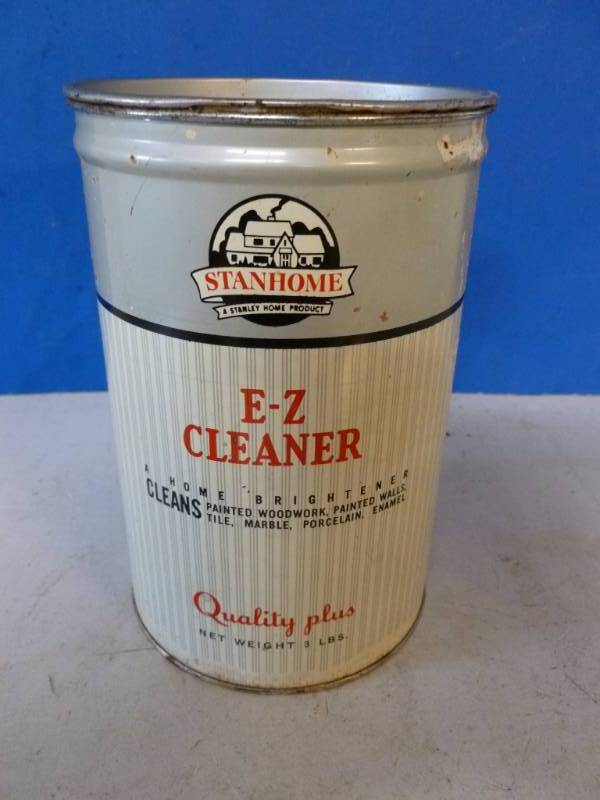 STANHOME
A STANLEY HOME PRODUCT
E-Z
CLEANER
A HOME BRIGHTENER
CLEANS PAINTED WOODWORK, PAINTED WALLS,
TILE, MARBLE, PORCELAIN, ENAMEL
Quality plus
NET WEIGHT 3 LBS.